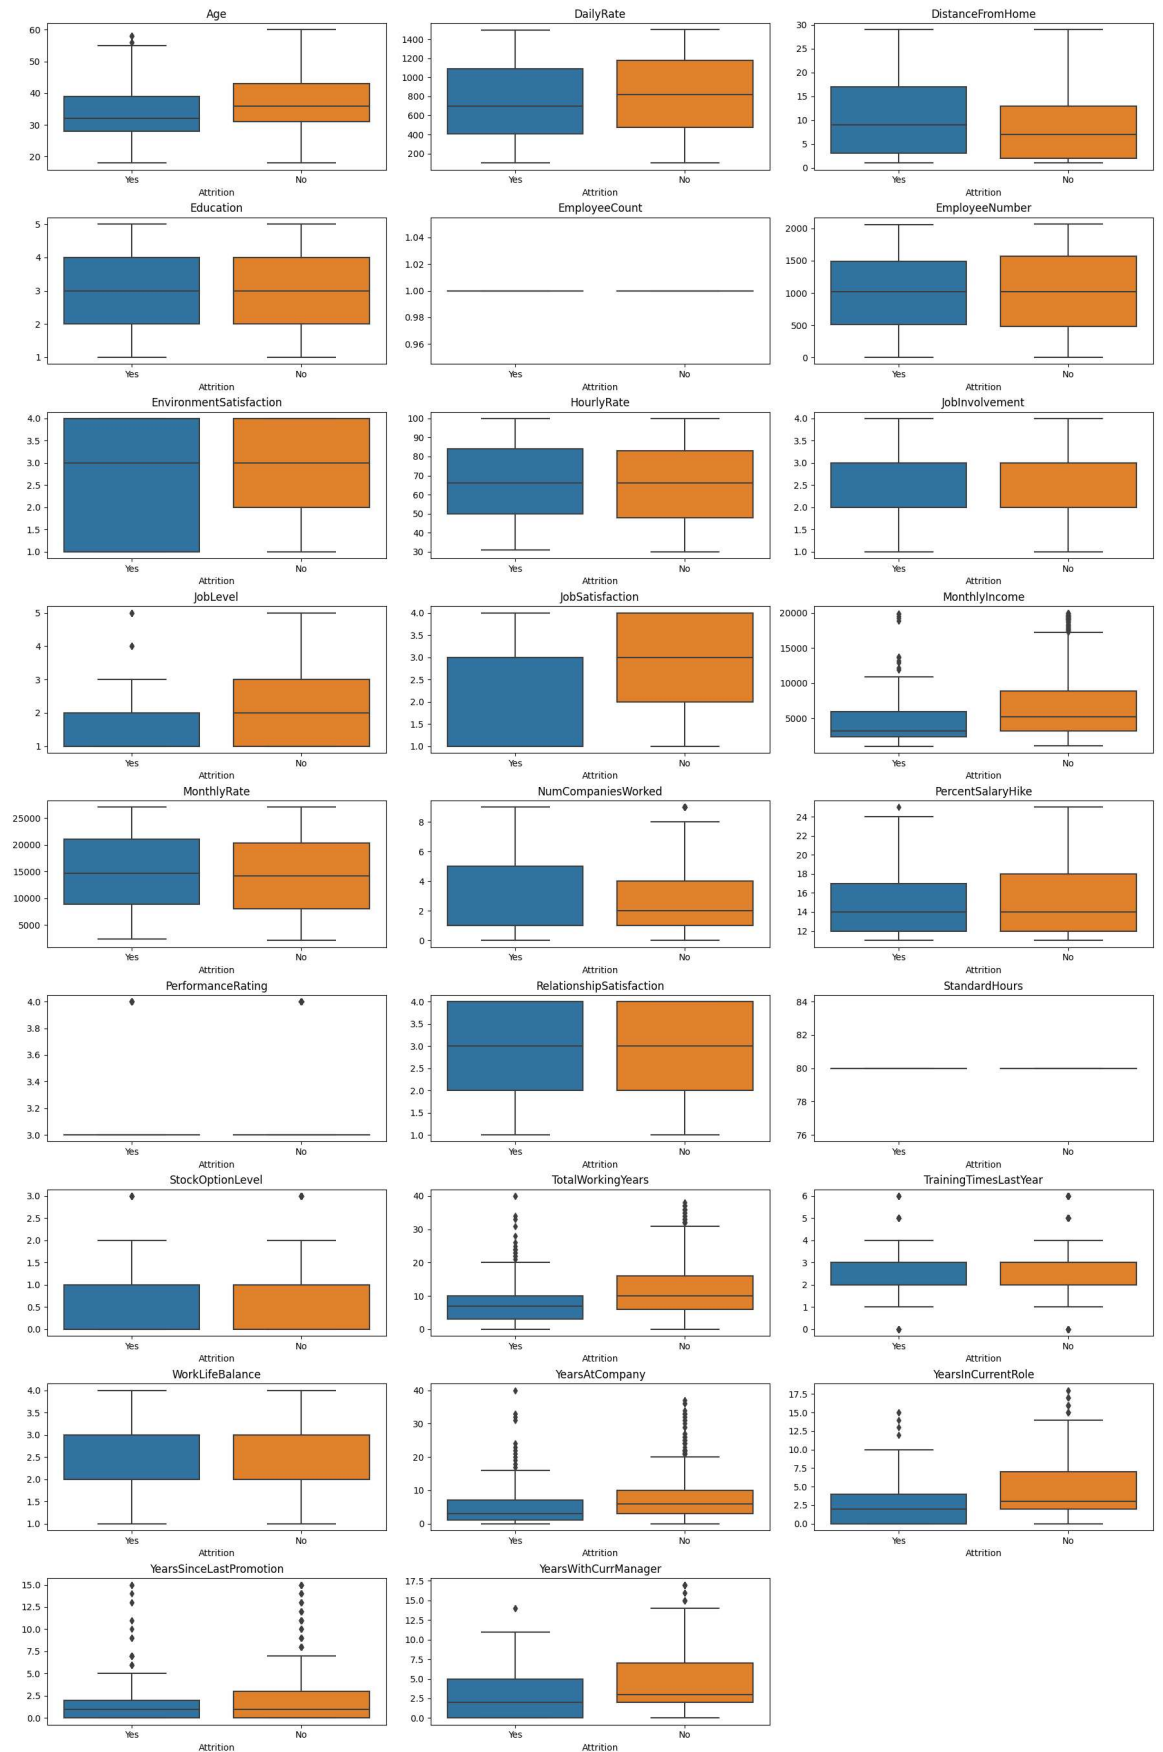 Age
60
50
40
30
20
Yes
No
Attrition
DailyRate
1400
1200
1000
800
600
400
200
Yes
No
Attrition
DistanceFromHome
30
25
20
15
10
5
0
Yes
No
Attrition
Education
5
4
3
2
1
Yes
No
Attrition
EmployeeCount
1.04
1.02
1.00
0.98
0.96
Yes
No
Attrition
EmployeeNumber
2000
1500
1000
500
0
Yes
No
Attrition
EnvironmentSatisfaction
4.0
3.5
3.0
2.5
2.0
1.5
1.0
Yes
No
Attrition
HourlyRate
100
90
80
70
60
50
40
30
Yes
No
Attrition
JobInvolvement
4.0
3.5
3.0
2.5
2.0
1.5
1.0
Yes
No
Attrition
JobLevel
5
4
3
2
1
Yes
No
Attrition
JobSatisfaction
4.0
3.5
3.0
2.5
2.0
1.5
1.0
Yes
No
Attrition
MonthlyIncome
20000
15000
10000
5000
Yes
No
Attrition
MonthlyRate
25000
20000
15000
10000
5000
Yes
No
Attrition
NumCompaniesWorked
8
6
4
2
0
Yes
No
Attrition
PercentSalaryHike
24
22
20
18
16
14
12
Yes
No
Attrition
PerformanceRating
4.0
3.8
3.6
3.4
3.2
3.0
Yes
No
Attrition
RelationshipSatisfaction
4.0
3.5
3.0
2.5
2.0
1.5
1.0
Yes
No
Attrition
StandardHours
84
82
80
78
76
Yes
No
Attrition
StockOptionLevel
3.0
2.5
2.0
1.5
1.0
0.5
0.0
Yes
No
Attrition
TotalWorkingYears
40
30
20
10
0
Yes
No
Attrition
TrainingTimesLastYear
6
5
4
3
2
1
0
Yes
No
Attrition
WorkLifeBalance
4.0
3.5
3.0
2.5
2.0
1.5
1.0
Yes
No
Attrition
YearsAtCompany
40
30
20
10
0
Yes
No
Attrition
YearsInCurrentRole
17.5
15.0
12.5
10.0
7.5
5.0
2.5
0.0
Yes
No
Attrition
YearsSinceLastPromotion
15.0
12.5
10.0
7.5
5.0
2.5
0.0
Yes
No
Attrition
YearsWithCurrManager
17.5
15.0
12.5
10.0
7.5
5.0
2.5
0.0
Yes
No
Attrition